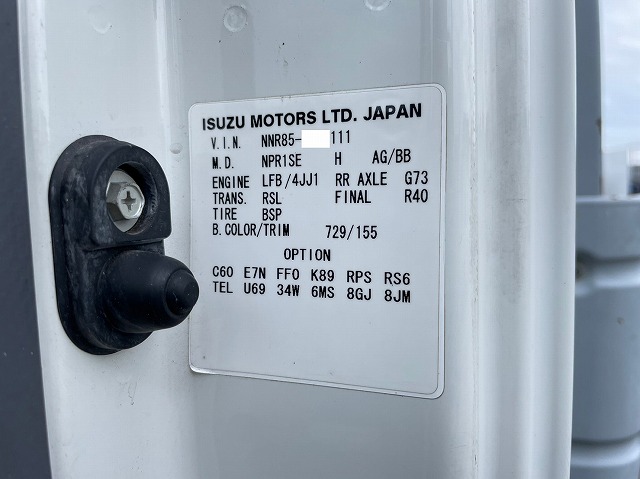 ISUZU MOTORS LTD. JAPAN
V.I.N. NNR85- 111
M.D. NPR1SE H AG/BB
ENGINE LFB/4JJ1 RR AXLE G73
TRANS. RSL FINAL R40
TIRE BSP
B.COLOR/TRIM 729/155
OPTION
C60 E7N FF0 K89 RPS RS6
TEL U69 34W 6MS 8GJ 8JM